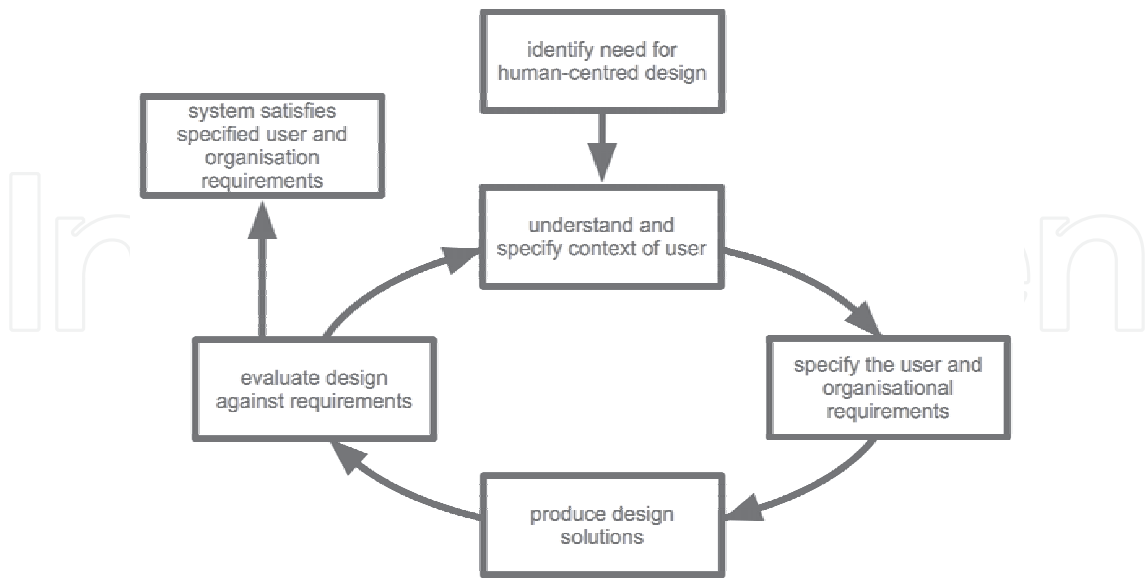 identify need for
human-centred design
system satisfies
specified user and
organisation
requirements
understand and
specify context of user
evaluate design
against requirements
specify the user and
organisational
requirements
produce design
solutions